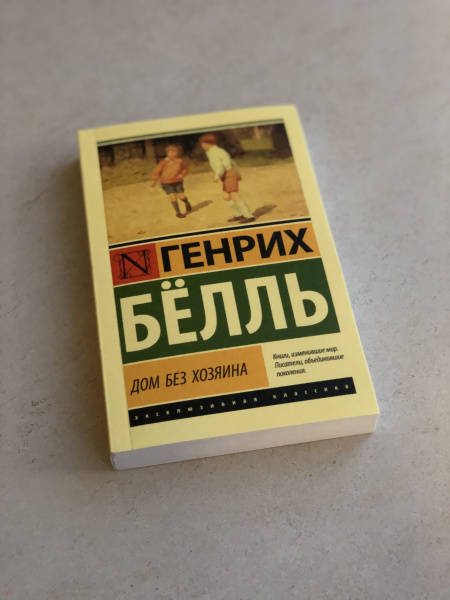 N ГЕНРИХ
БЁЛЛЬ
ДОМ БЕЗ ХОЗЯИНА
Книги, изменившие мир.
Писатели, объединившие
поколения.
эксклюзивная классика